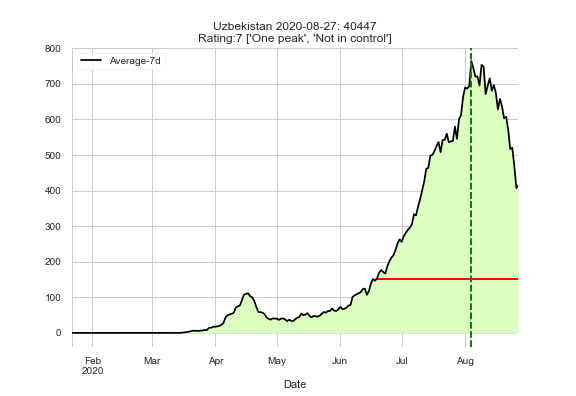 Uzbekistan 2020-08-27: 40447
Rating:7 ['One peak', 'Not in control']
Average-7d
800
700
600
500
400
300
200
100
0
Feb
2020
Mar
Apr
May
Jun
Jul
Aug
Date